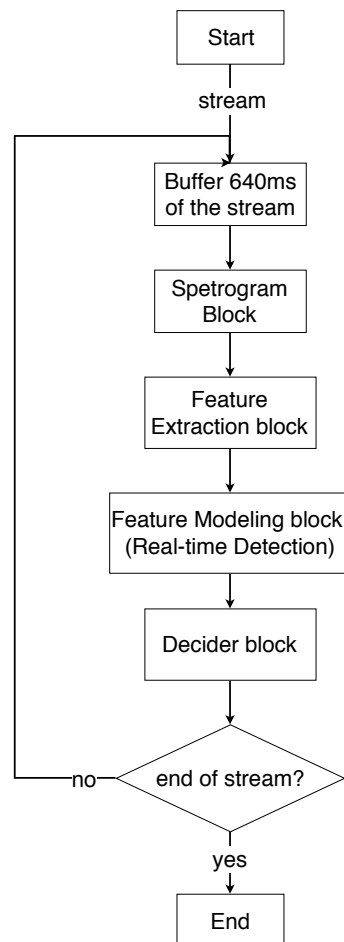 Start
stream
Buffer 640ms
of the stream
Spetrogram
Block
Feature
Extraction block
Feature Modeling block
(Real-time Detection)
Decider block
end of stream?
no
yes
End